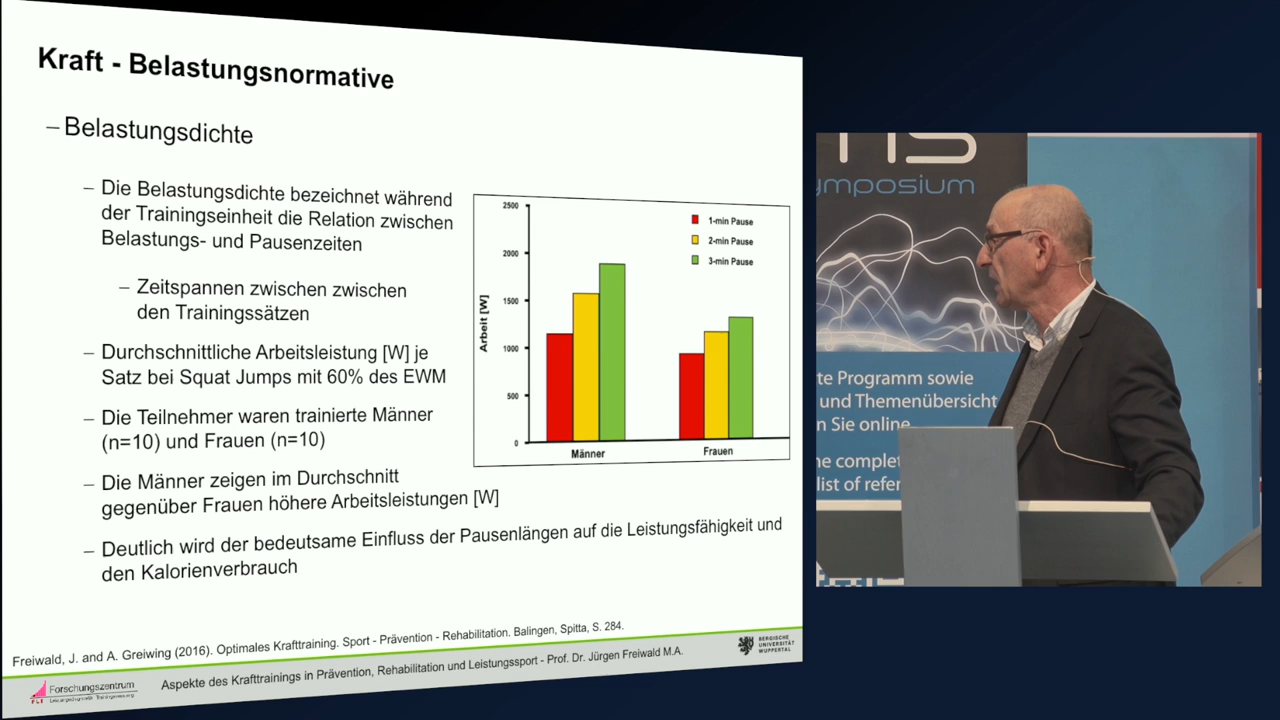 Kraft - Belastungsnormative
– Belastungsdichte
– Die Belastungsdichte bezeichnet während
der Trainingseinheit die Relation zwischen
Belastungs- und Pausenzeiten
– Zeitspannen zwischen zwischen
den Trainingssätzen
– Durchschnittliche Arbeitsleistung [W] je
Satz bei Squat Jumps mit 60% des EWM
– Die Teilnehmer waren trainierte Männer
(n=10) und Frauen (n=10)
– Die Männer zeigen im Durchschnitt
gegenüber Frauen höhere Arbeitsleistungen [W]
– Deutlich wird der bedeutsame Einfluss der Pausenlängen auf die Leistungsfähigkeit und
den Kalorienverbrauch
Arbeit [W]
2500
2000
1500
1000
500
0
1-min Pause
2-min Pause
3-min Pause
Männer
Frauen
Freiwald, J. and A. Greiwing (2016). Optimales Krafttraining. Sport - Prävention - Rehabilitation. Balingen, Spitta, S. 284.
Forschungszentrum
FLT
Aspekte des Krafttrainings in Prävention, Rehabilitation und Leistungssport - Prof. Dr. Jürgen Freiwald M.A.
BERGISCHE
UNIVERSITÄT
WUPPERTAL
ymposium
te Programm sowie
und Themenübersicht
n Sie online
ne complet
list of refer